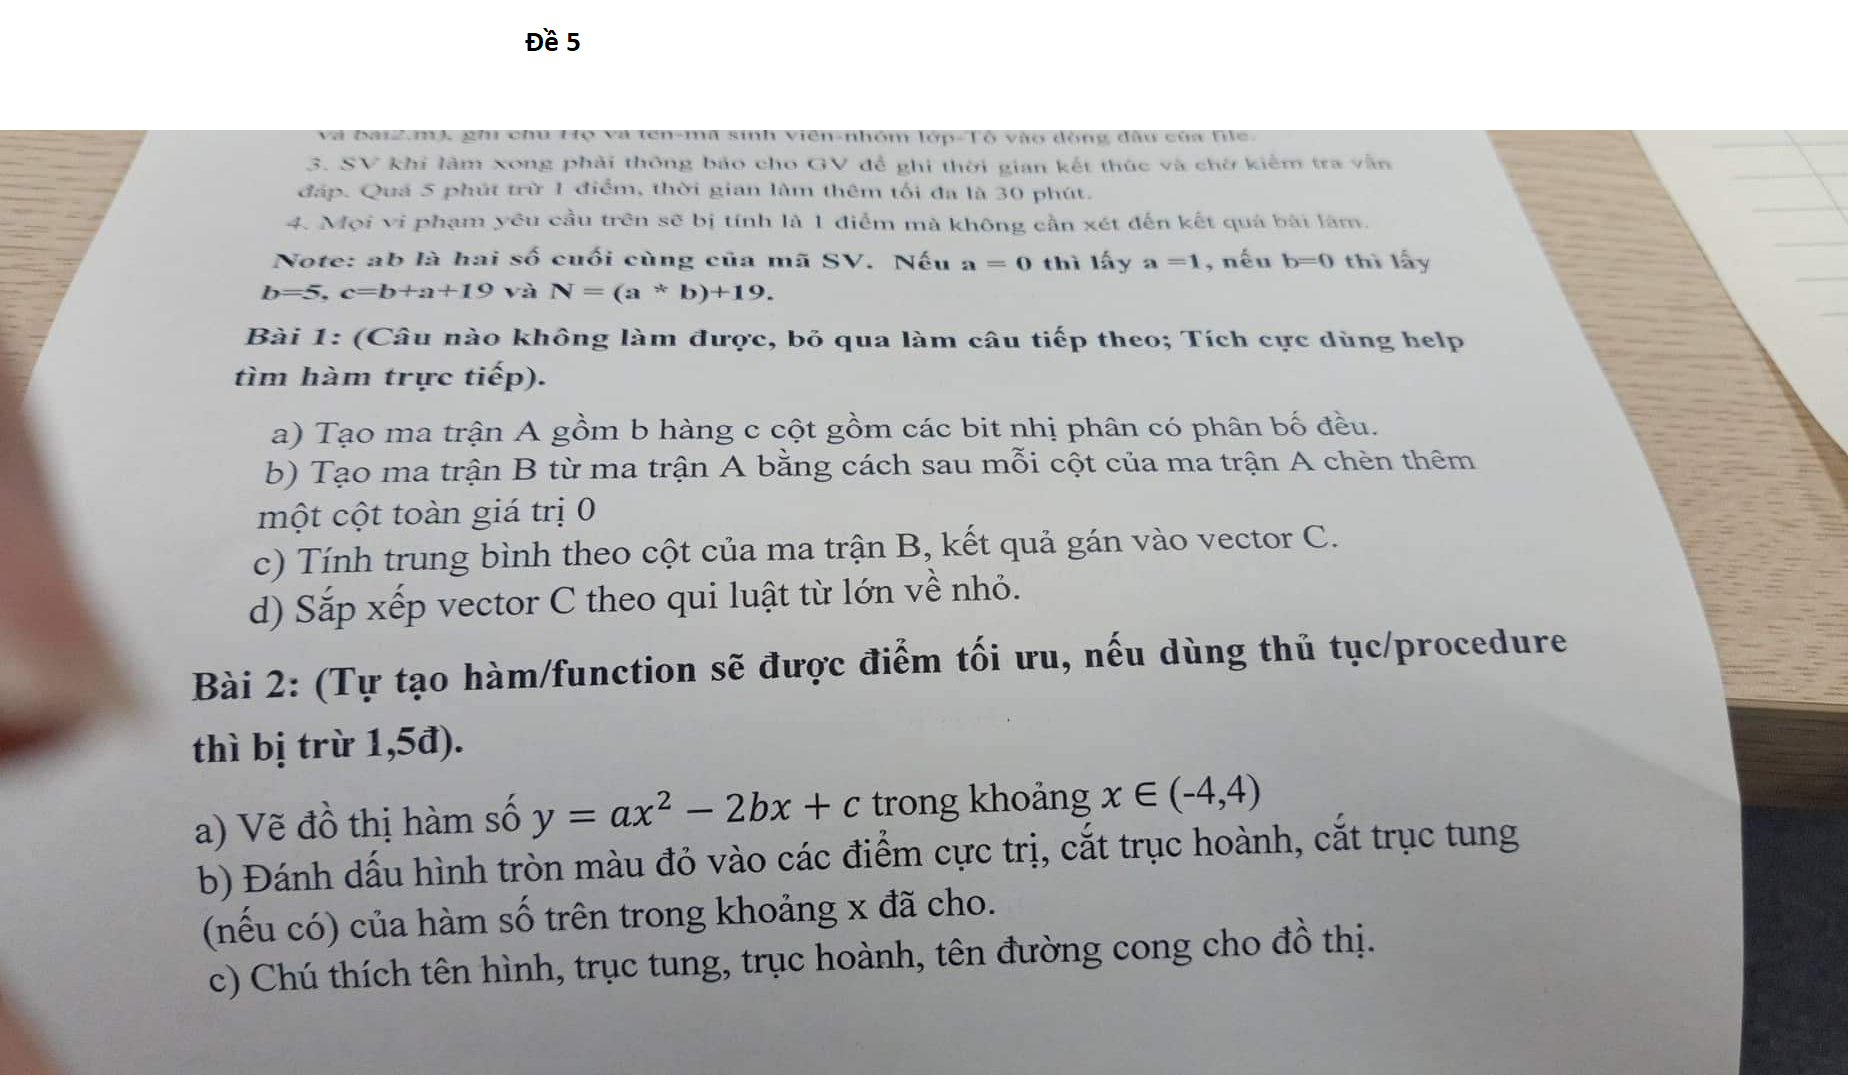 Đề 5
và bài2.m), ghi chú Họ và tên-mã sinh viên-nhóm lớp-Tổ vào dòng đầu của file.
3. SV khi làm xong phải thông báo cho GV để ghi thời gian kết thúc và chờ kiểm tra vấn
đáp. Quá 5 phút trừ 1 điểm, thời gian làm thêm tối đa là 30 phút.
4. Mọi vi phạm yêu cầu trên sẽ bị tính là 1 điểm mà không cần xét đến kết quả bài làm.
Note: ab là hai số cuối cùng của mã SV. Nếu a = 0 thì lấy a =1, nếu b=0 thì lấy
b=5, c=b+a+19 và N = (a * b)+19.
Bài 1: (Câu nào không làm được, bỏ qua làm câu tiếp theo; Tích cực dùng help
tìm hàm trực tiếp).
a) Tạo ma trận A gồm b hàng c cột gồm các bit nhị phân có phân bố đều.
b) Tạo ma trận B từ ma trận A bằng cách sau mỗi cột của ma trận A chèn thêm
một cột toàn giá trị 0
c) Tính trung bình theo cột của ma trận B, kết quả gán vào vector C.
d) Sắp xếp vector C theo qui luật từ lớn về nhỏ.
Bài 2: (Tự tạo hàm/function sẽ được điểm tối ưu, nếu dùng thủ tục/procedure
thì bị trừ 1,5đ).
a) Vẽ đồ thị hàm số y = ax² − 2bx + c trong khoảng x ∈ (-4,4)
b) Đánh dấu hình tròn màu đỏ vào các điểm cực trị, cắt trục hoành, cắt trục tung
(nếu có) của hàm số trên trong khoảng x đã cho.
c) Chú thích tên hình, trục tung, trục hoành, tên đường cong cho đồ thị.